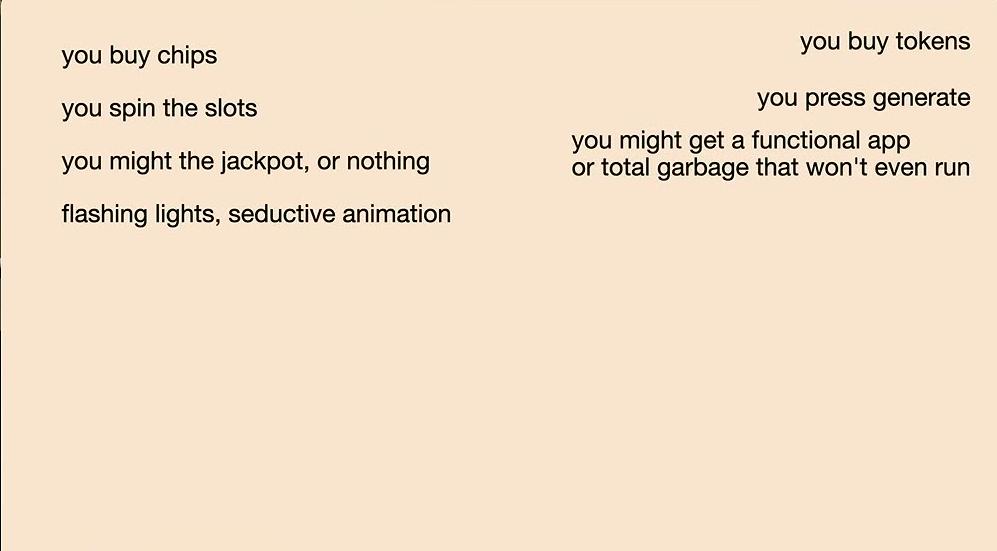 you buy chips
you spin the slots
you might the jackpot, or nothing
flashing lights, seductive animation
you buy tokens
you press generate
you might get a functional app
or total garbage that won't even run